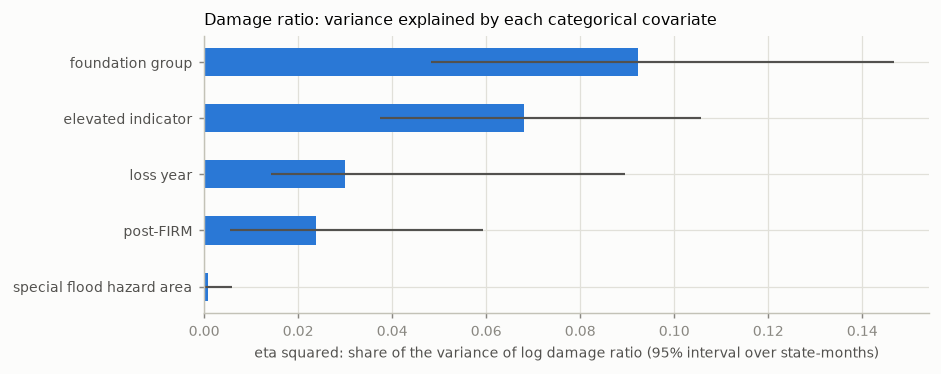 Damage ratio: variance explained by each categorical covariate
foundation group
elevated indicator
loss year
post-FIRM
special flood hazard area
0.00 0.02 0.04 0.06 0.08 0.10 0.12 0.14
eta squared: share of the variance of log damage ratio (95% interval over state-months)